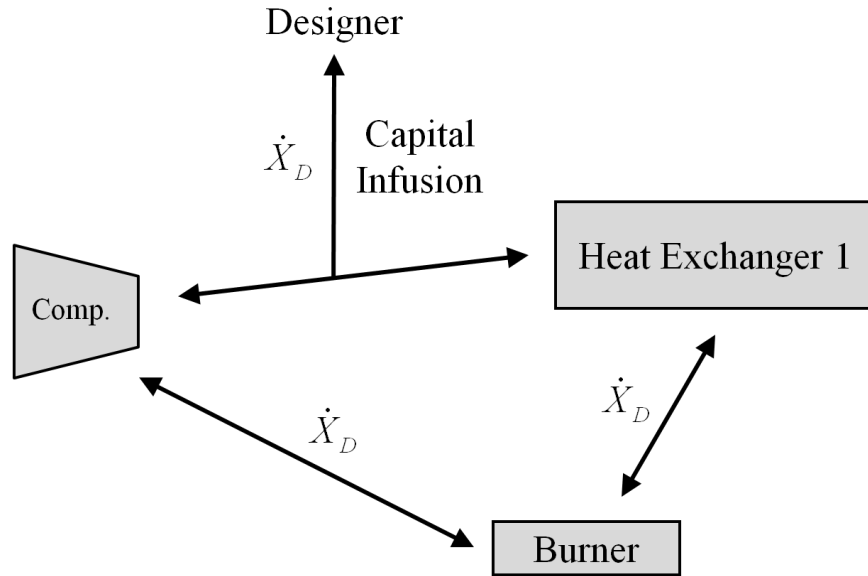 Designer
Ẋ_D
Capital
Infusion
Heat Exchanger 1
Comp.
Ẋ_D
Ẋ_D
Burner